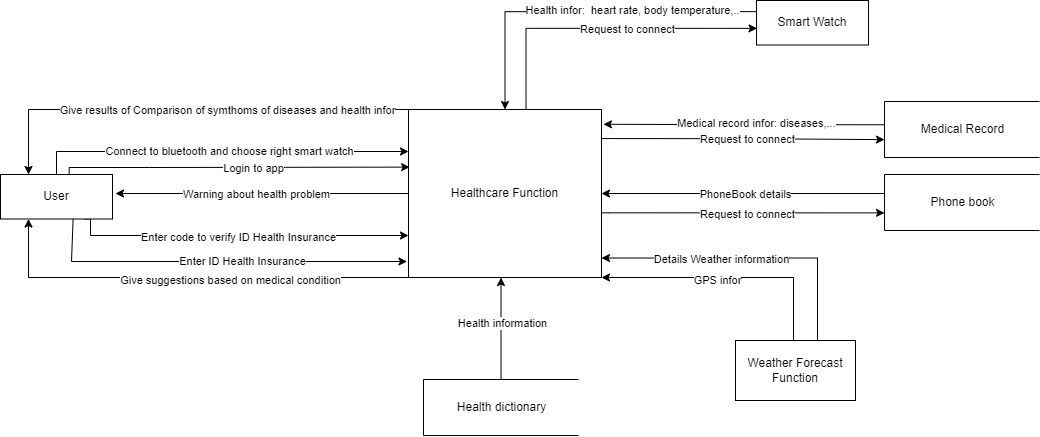 Health infor: heart rate, body temperature,..
Smart Watch
Request to connect
Give results of Comparison of symthoms of diseases and health infor
Medical record infor: diseases,...
Medical Record
Request to connect
Connect to bluetooth and choose right smart watch
Login to app
User
Warning about health problem
Healthcare Function
PhoneBook details
Phone book
Request to connect
Enter code to verify ID Health Insurance
Enter ID Health Insurance
Details Weather information
Give suggestions based on medical condition
GPS infor
Health information
Weather Forecast
Function
Health dictionary